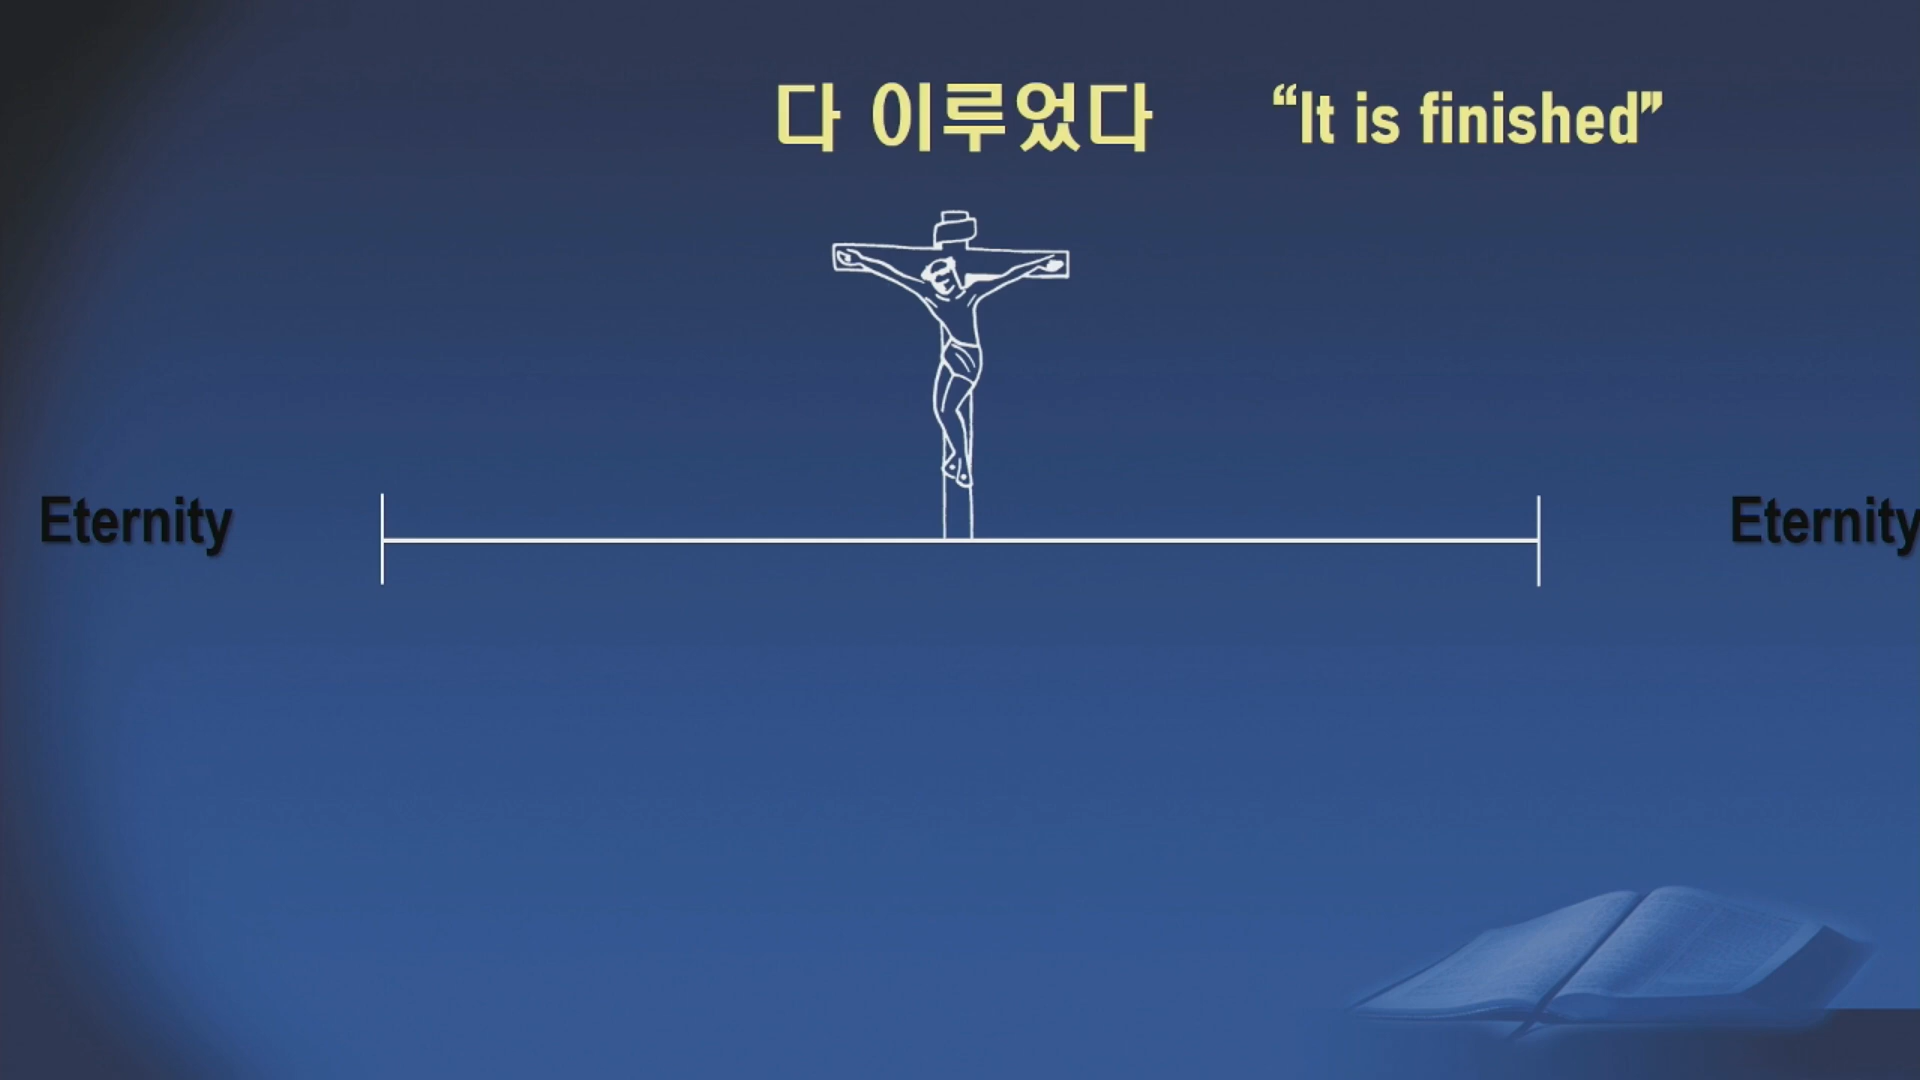 다 이루었다 “It is finished”
Eternity
Eternity